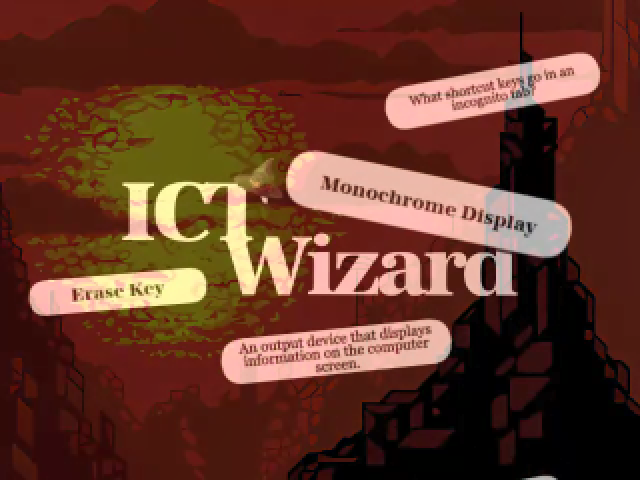 What shortcut keys go in an
incognito tab?
Monochrome Display
ICT
Wizard
Erase Key
An output device that displays
information on the computer
screen.